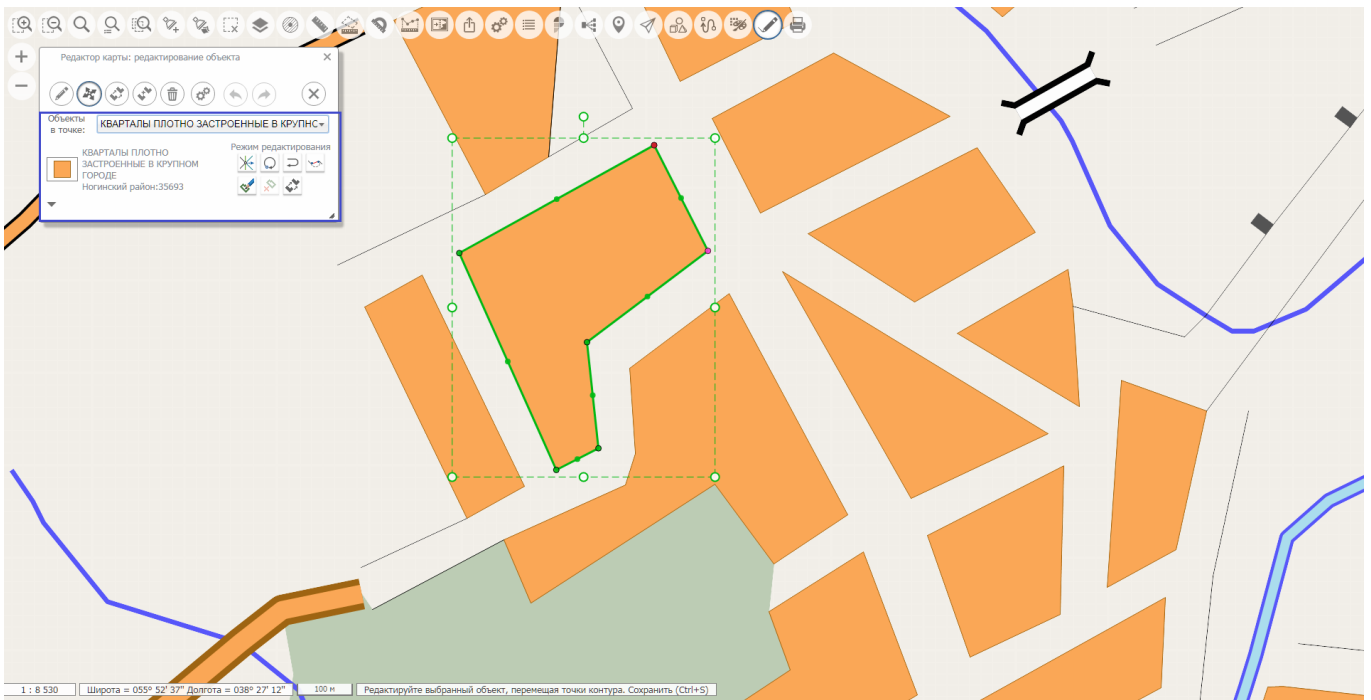 Редактор карты: редактирование объекта
Объекты
в точке:
КВАРТАЛЫ ПЛОТНО ЗАСТРОЕННЫЕ В КРУПНО
КВАРТАЛЫ ПЛОТНО
ЗАСТРОЕННЫЕ В КРУПНОМ
ГОРОДЕ
Ногинский район:35693
Режим редактирования
1 : 8 530
Широта = 055° 52' 37" Долгота = 038° 27' 12"
100 м
Редактируйте выбранный объект, перемещая точки контура. Сохранить (Ctrl+S)